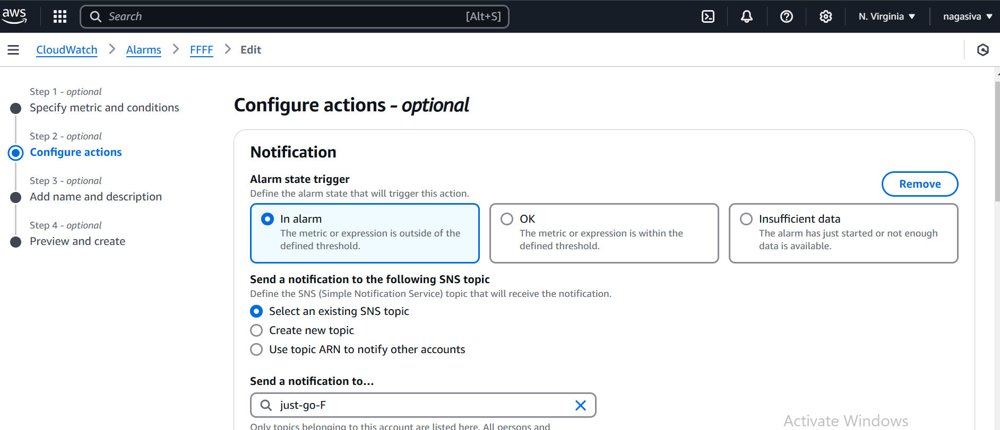 aws
Search
[Alt+S]
N. Virginia
nagasiva
CloudWatch
Alarms
FFFF
Edit
Step 1 - optional
Specify metric and conditions
Step 2 - optional
Configure actions
Step 3 - optional
Add name and description
Step 4 - optional
Preview and create
Configure actions - optional
Notification
Alarm state trigger
Define the alarm state that will trigger this action.
Remove
In alarm
The metric or expression is outside of the
defined threshold.
OK
The metric or expression is within the
defined threshold.
Insufficient data
The alarm has just started or not enough
data is available.
Send a notification to the following SNS topic
Define the SNS (Simple Notification Service) topic that will receive the notification.
Select an existing SNS topic
Create new topic
Use topic ARN to notify other accounts
Send a notification to...
just-go-F
Only topics belonging to this account are listed here. All persons and
Activate Windows